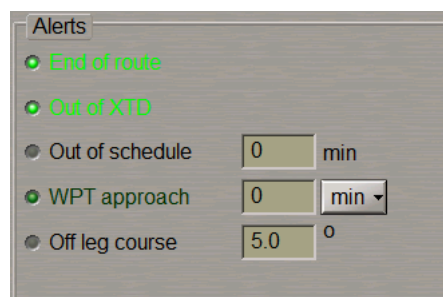 Alerts
End of route
Out of XTD
Out of schedule 0 min
WPT approach 0 min
Off leg course 5.0 °